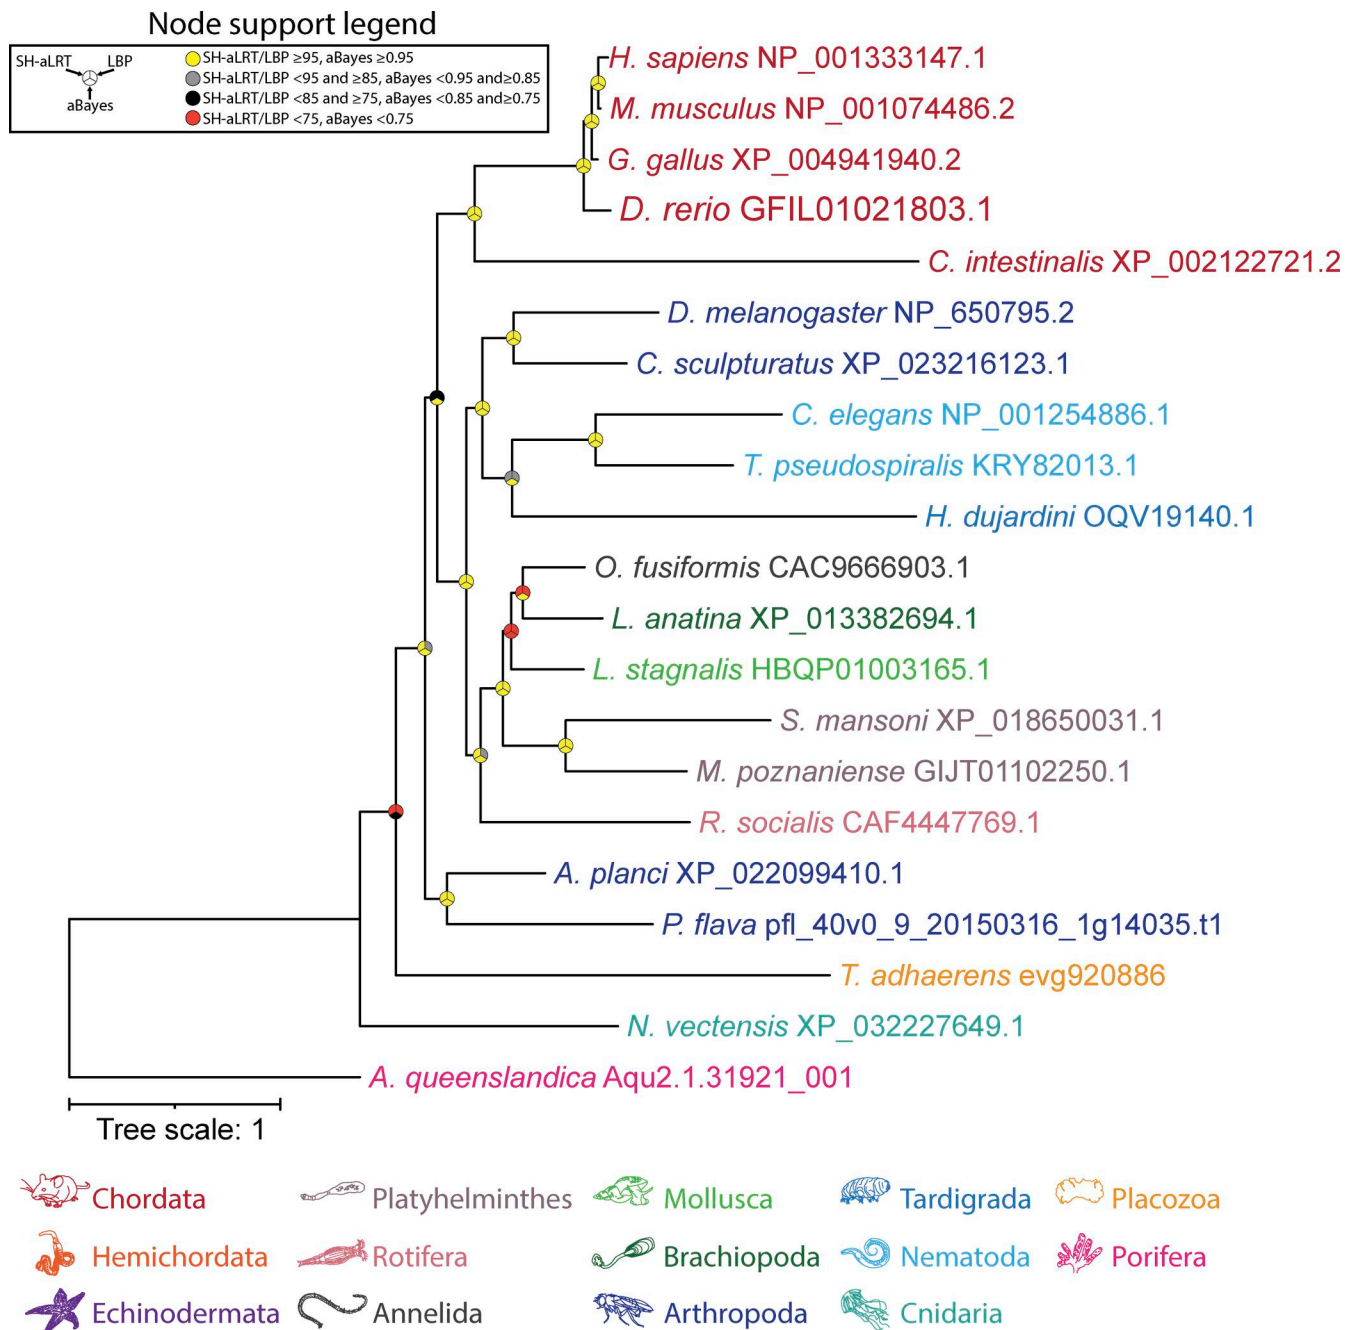 Node support legend
SH-aLRT LBP
aBayes
SH-aLRT/LBP ≥95, aBayes ≥0.95
SH-aLRT/LBP <95 and ≥85, aBayes <0.95 and≥0.85
SH-aLRT/LBP <85 and ≥75, aBayes <0.85 and≥0.75
SH-aLRT/LBP <75, aBayes <0.75
H. sapiens NP_001333147.1
M. musculus NP_001074486.2
G. gallus XP_004941940.2
D. rerio GFIL01021803.1
C. intestinalis XP_002122721.2
D. melanogaster NP_650795.2
C. sculpturatus XP_023216123.1
C. elegans NP_001254886.1
T. pseudospiralis KRY82013.1
H. dujardini OQV19140.1
O. fusiformis CAC9666903.1
L. anatina XP_013382694.1
L. stagnalis HBQP01003165.1
S. mansoni XP_018650031.1
M. poznaniense GIJT01102250.1
R. socialis CAF4447769.1
A. planci XP_022099410.1
P. flava pfl_40v0_9_20150316_1g14035.t1
T. adhaerens evg920886
N. vectensis XP_032227649.1
A. queenslandica Aqu2.1.31921_001
Tree scale: 1
Chordata Platyhelminthes Mollusca Tardigrada Placozoa
Hemichordata Rotifera Brachiopoda Nematoda Porifera
Echinodermata Annelida Arthropoda Cnidaria